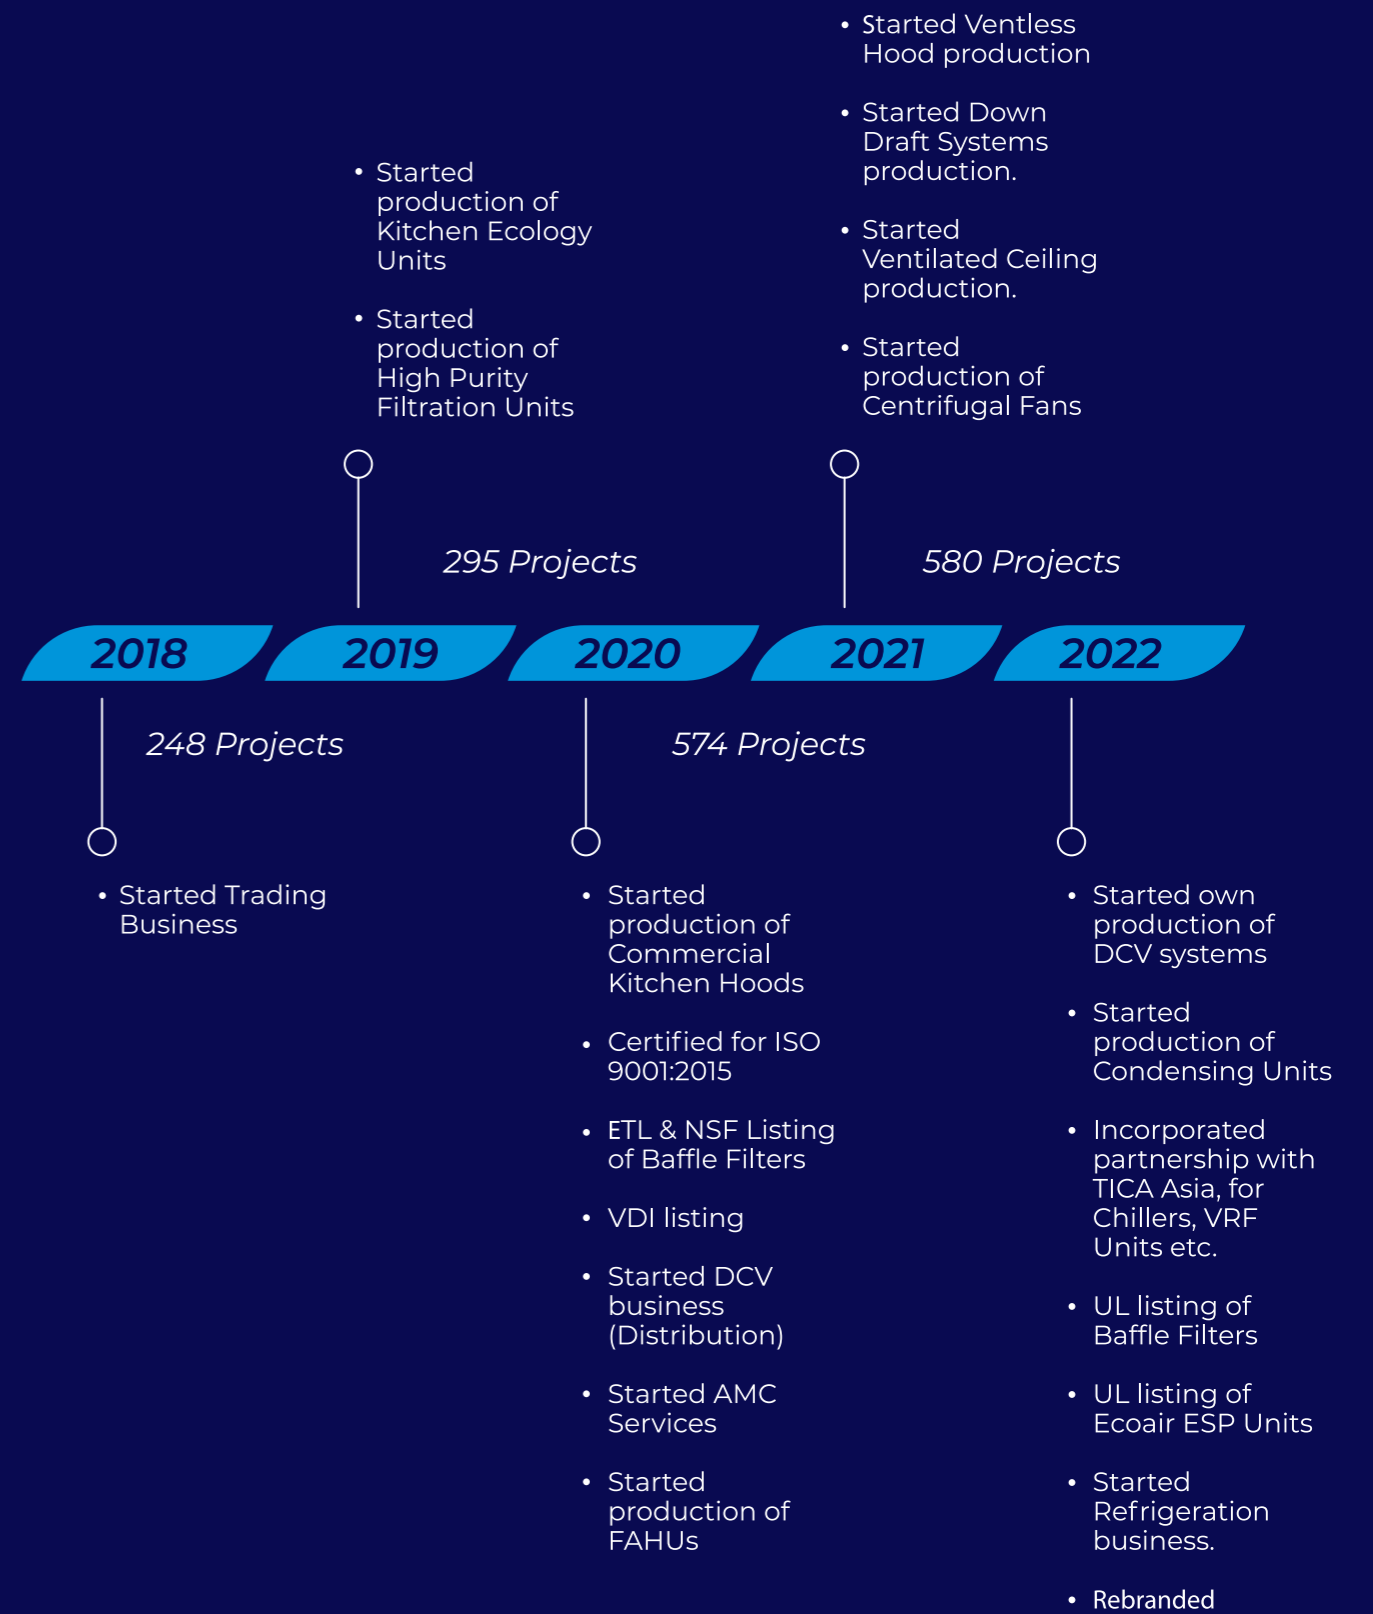 • Started Ventless
Hood production
• Started Down
Draft Systems
production.
• Started
Ventilated Ceiling
production.
• Started
production of
Centrifugal Fans
• Started
production of
Kitchen Ecology
Units
• Started
production of
High Purity
Filtration Units
295 Projects
580 Projects
2018
2019
2020
2021
2022
248 Projects
574 Projects
• Started Trading
Business
• Started
production of
Commercial
Kitchen Hoods
• Certified for ISO
9001:2015
• ETL & NSF Listing
of Baffle Filters
• VDI listing
• Started DCV
business
(Distribution)
• Started AMC
Services
• Started
production of
FAHUs
• Started own
production of
DCV systems
• Started
production of
Condensing Units
• Incorporated
partnership with
TICA Asia, for
Chillers, VRF
Units etc.
• UL listing of
Baffle Filters
• UL listing of
Ecoair ESP Units
• Started
Refrigeration
business.
• Rebranded